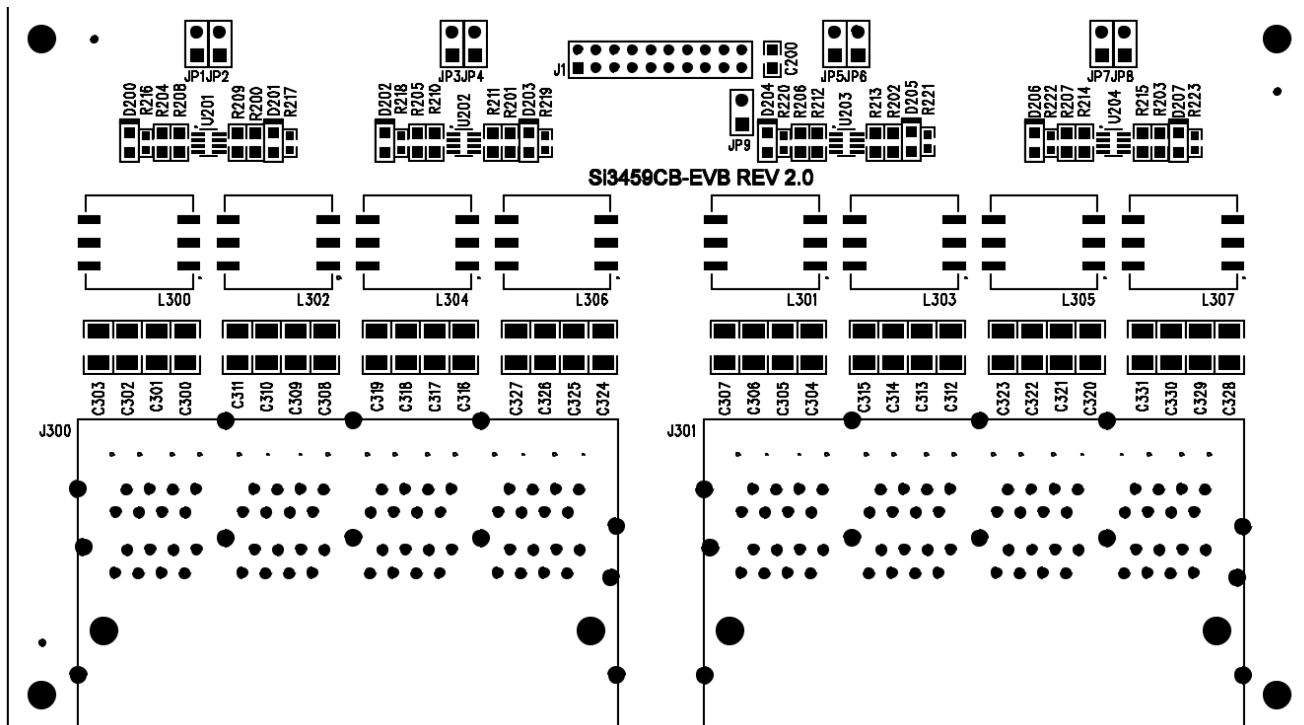 JP1JP2 JP3JP4 J1 C200 JP5JP6 JP7JP8
D200 R216 R204 R208 U201 R209 R200 D201 R217
D202 R218 R205 R210 U202 R211 R201 D203 R219
D204 R220 R206 R212 U203 R213 R202 D205 R221
D206 R222 R207 R214 U204 R215 R203 D207 R223
JP9
Si3459CB-EVB REV 2.0
L300 L302 L304 L306 L301 L303 L305 L307
C303 C302 C301 C300 C311 C310 C309 C308 C319 C318 C317 C316 C327 C326 C325 C324 C307 C306 C305 C304 C315 C314 C313 C312 C323 C322 C321 C320 C331 C330 C329 C328
J300 J301